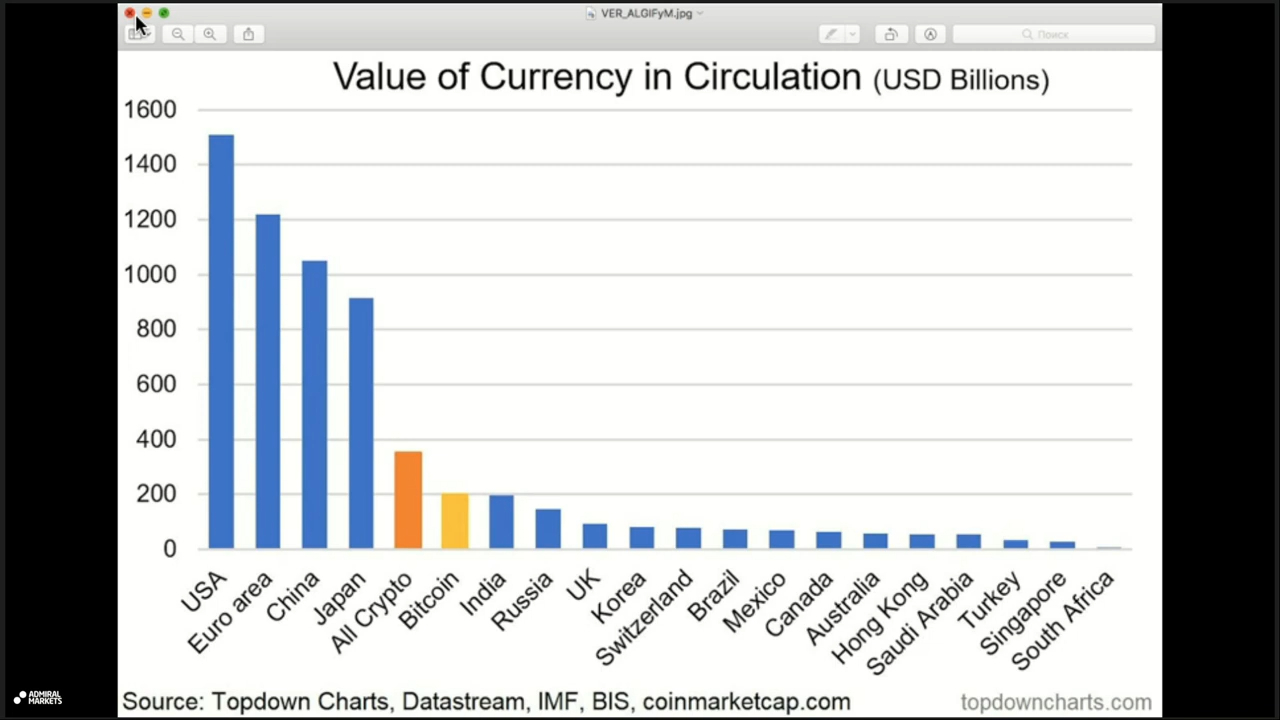 VER_ALGIFyM.jpg
Поиск
Value of Currency in Circulation (USD Billions)
1600
1400
1200
1000
800
600
400
200
0
USA
Euro area
China
Japan
All Crypto
Bitcoin
India
Russia
UK
Korea
Switzerland
Brazil
Mexico
Canada
Australia
Hong Kong
Saudi Arabia
Turkey
Singapore
South Africa
Source: Topdown Charts, Datastream, IMF, BIS, coinmarketcap.com
topdowncharts.com
ADMIRAL
MARKETS